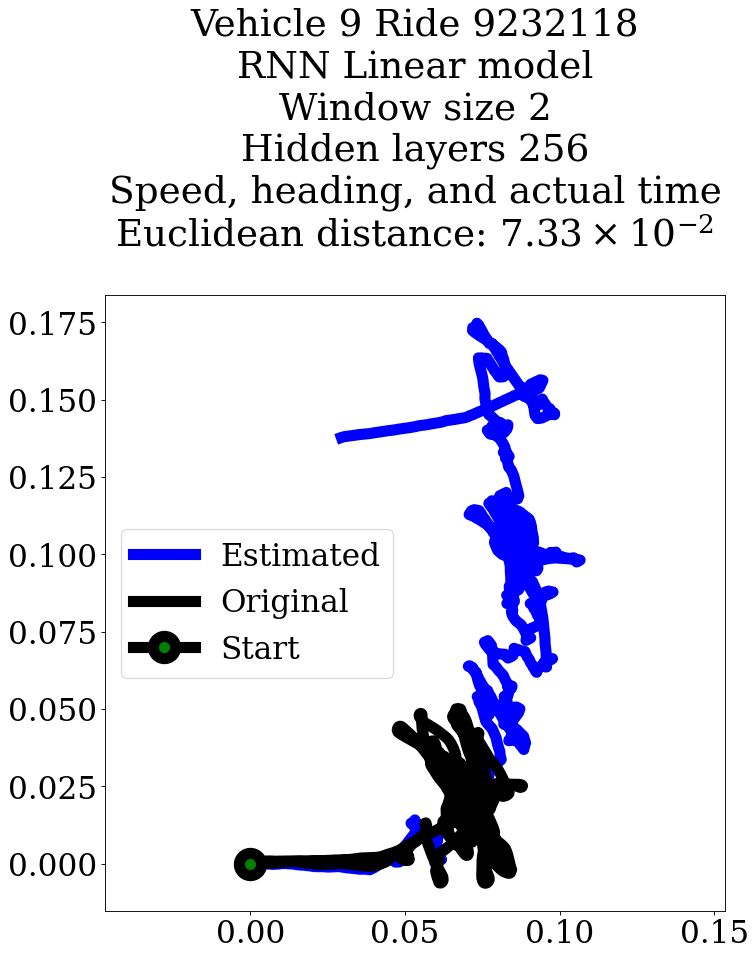 Vehicle 9 Ride 9232118
RNN Linear model
Window size 2
Hidden layers 256
Speed, heading, and actual time
Euclidean distance: 7.33 × 10⁻²
0.175
0.150
0.125
0.100
0.075
0.050
0.025
0.000
Estimated
Original
Start
0.00 0.05 0.10 0.15